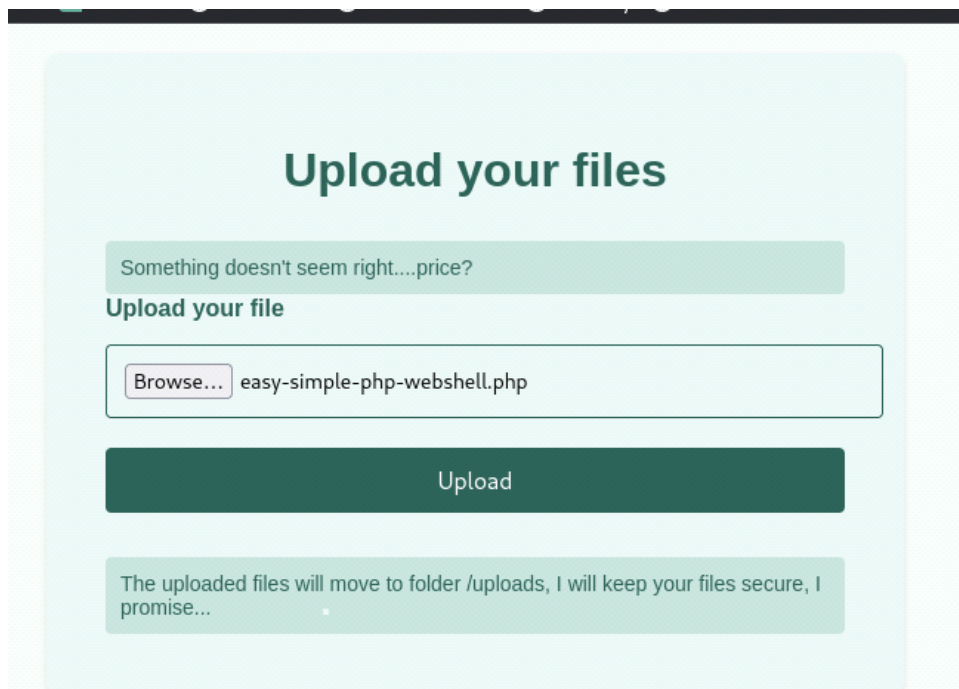 Upload your files
Something doesn't seem right....price?
Upload your file
Browse... easy-simple-php-webshell.php
Upload
The uploaded files will move to folder /uploads, I will keep your files secure, I
promise...